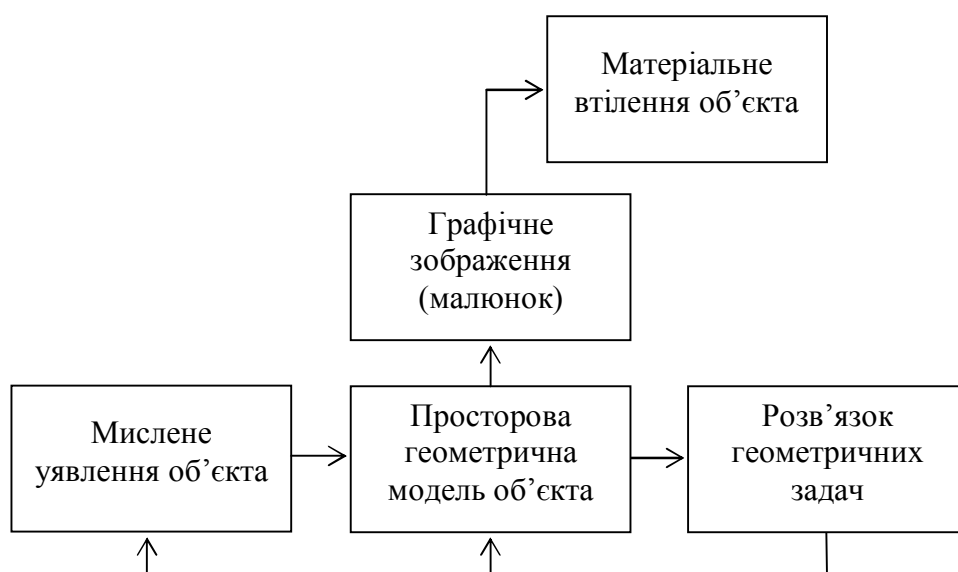 Матеріальне
втілення об’єкта
Графічне
зображення
(малюнок)
Мислене
уявлення об’єкта
Просторова
геометрична
модель об’єкта
Розв’язок
геометричних
задач